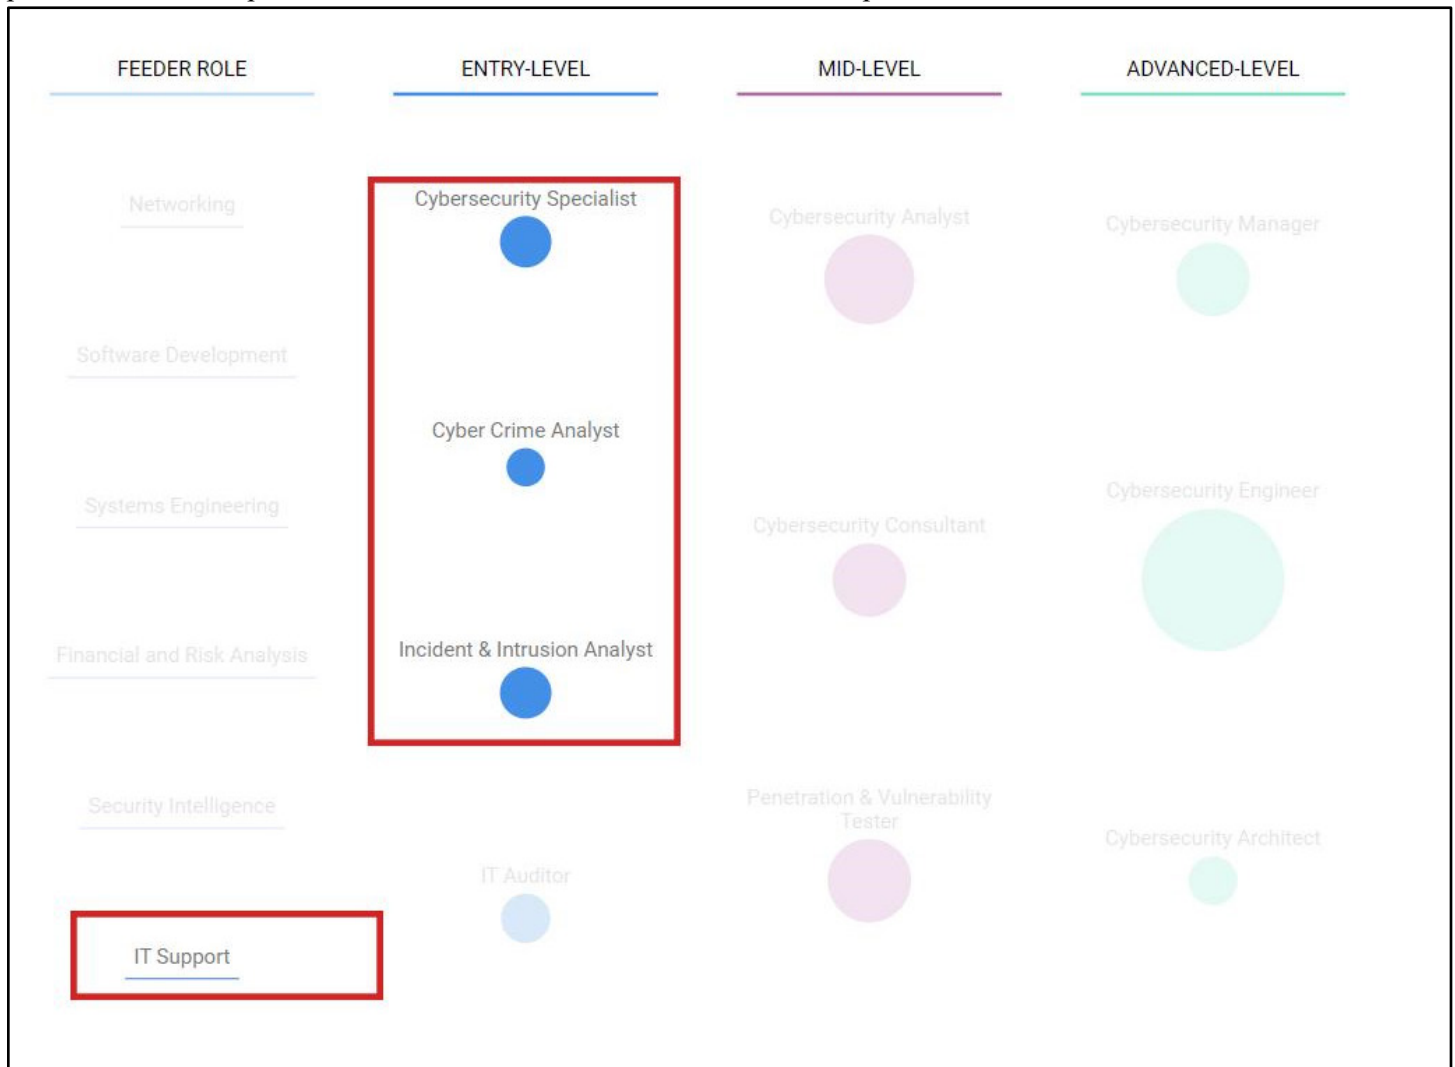 FEEDER ROLE
ENTRY-LEVEL
MID-LEVEL
ADVANCED-LEVEL
Networking
Software Development
Systems Engineering
Financial and Risk Analysis
Security Intelligence
IT Support
Cybersecurity Specialist
Cyber Crime Analyst
Incident & Intrusion Analyst
IT Auditor
Cybersecurity Analyst
Cybersecurity Consultant
Penetration & Vulnerability
Tester
Cybersecurity Manager
Cybersecurity Engineer
Cybersecurity Architect